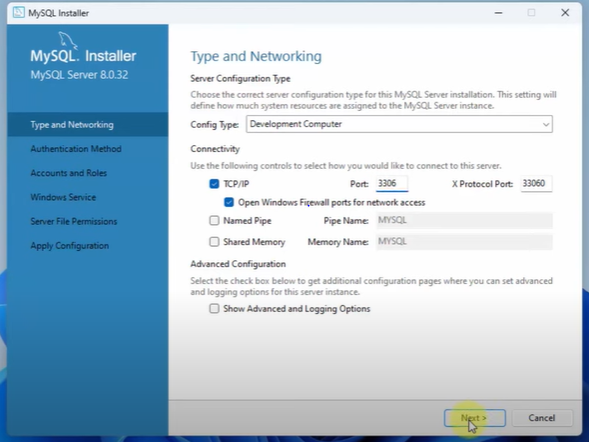 MySQL Installer
MySQL. Installer
MySQL Server 8.0.32
Type and Networking
Authentication Method
Accounts and Roles
Windows Service
Server File Permissions
Apply Configuration
Type and Networking
Server Configuration Type
Choose the correct server configuration type for this MySQL Server installation. This setting will
define how much system resources are assigned to the MySQL Server instance.
Config Type: Development Computer
Connectivity
Use the following controls to select how you would like to connect to this server.
TCP/IP Port: 3306 X Protocol Port: 33060
Open Windows Firewall ports for network access
Named Pipe Pipe Name: MYSQL
Shared Memory Memory Name: MYSQL
Advanced Configuration
Select the check box below to get additional configuration pages where you can set advanced
and logging options for this server instance.
Show Advanced and Logging Options
Next > Cancel